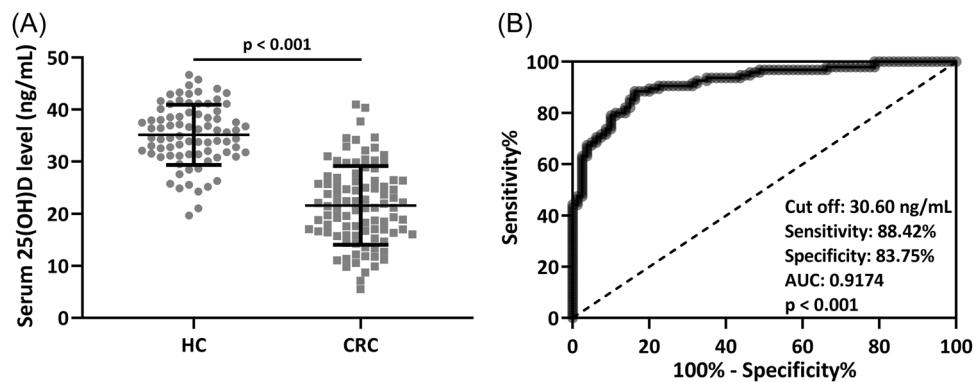 (A)
p < 0.001
Serum 25(OH)D level (ng/mL)
50
40
30
20
10
0
HC
CRC
(B)
Sensitivity%
100
80
60
40
20
0
Cut off: 30.60 ng/mL
Sensitivity: 88.42%
Specificity: 83.75%
AUC: 0.9174
p < 0.001
0 20 40 60 80 100
100% - Specificity%